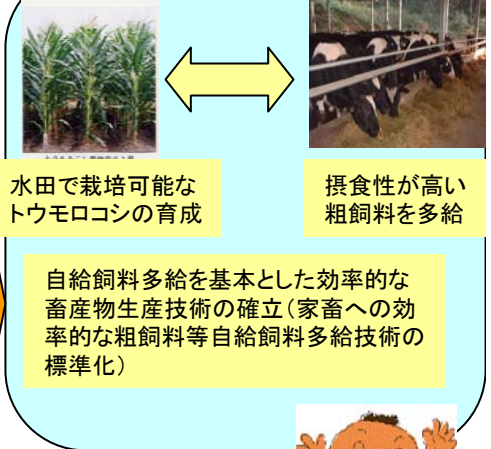 水田で栽培可能な
トウモロコシの育成
摂食性が高い
粗飼料を多給
自給飼料多給を基本とした効率的な
畜産物生産技術の確立(家畜への効
率的な粗飼料等自給飼料多給技術の
標準化)